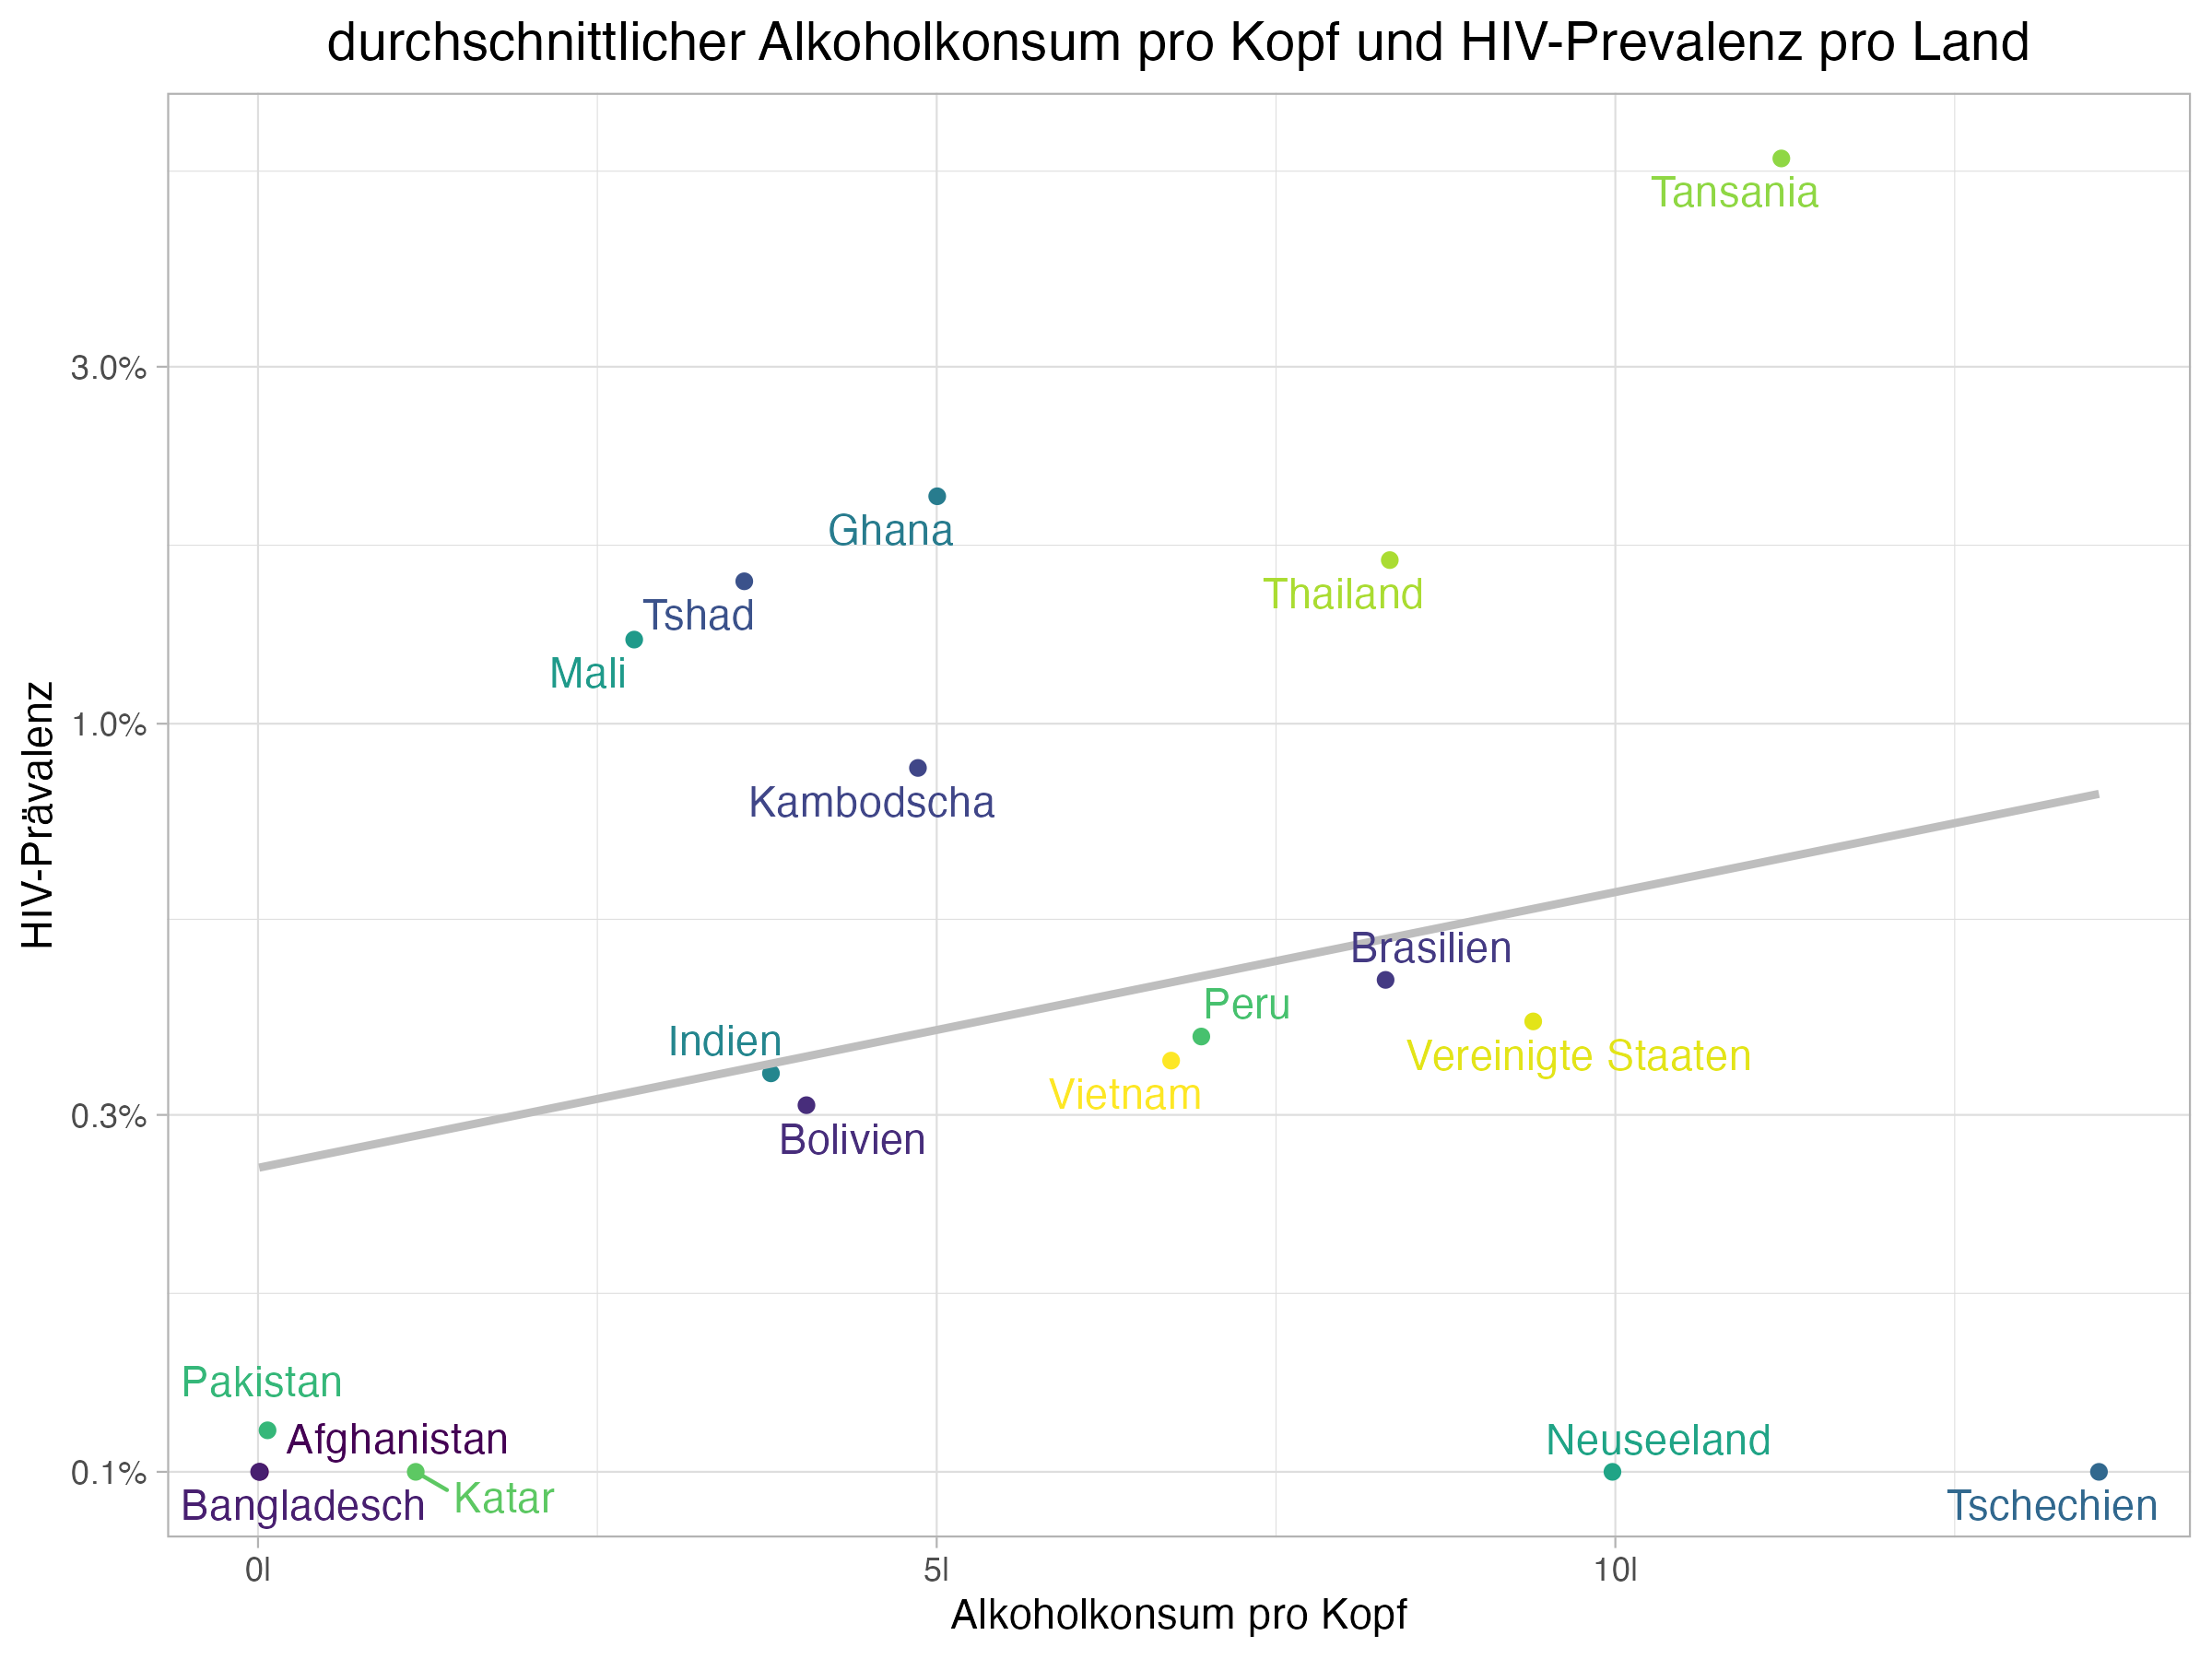 durchschnittlicher Alkoholkonsum pro Kopf und HIV-Prevalenz pro Land
Tansania
3.0%
Ghana
Thailand
Tshad
Mali
1.0%
Kambodscha
HIV-Prävalenz
Brasilien
Peru
Indien
Vereinigte Staaten
Vietnam
0.3%
Bolivien
Pakistan
Afghanistan
Neuseeland
0.1%
Katar
Bangladesch
Tschechien
0l
5l
10l
Alkoholkonsum pro Kopf